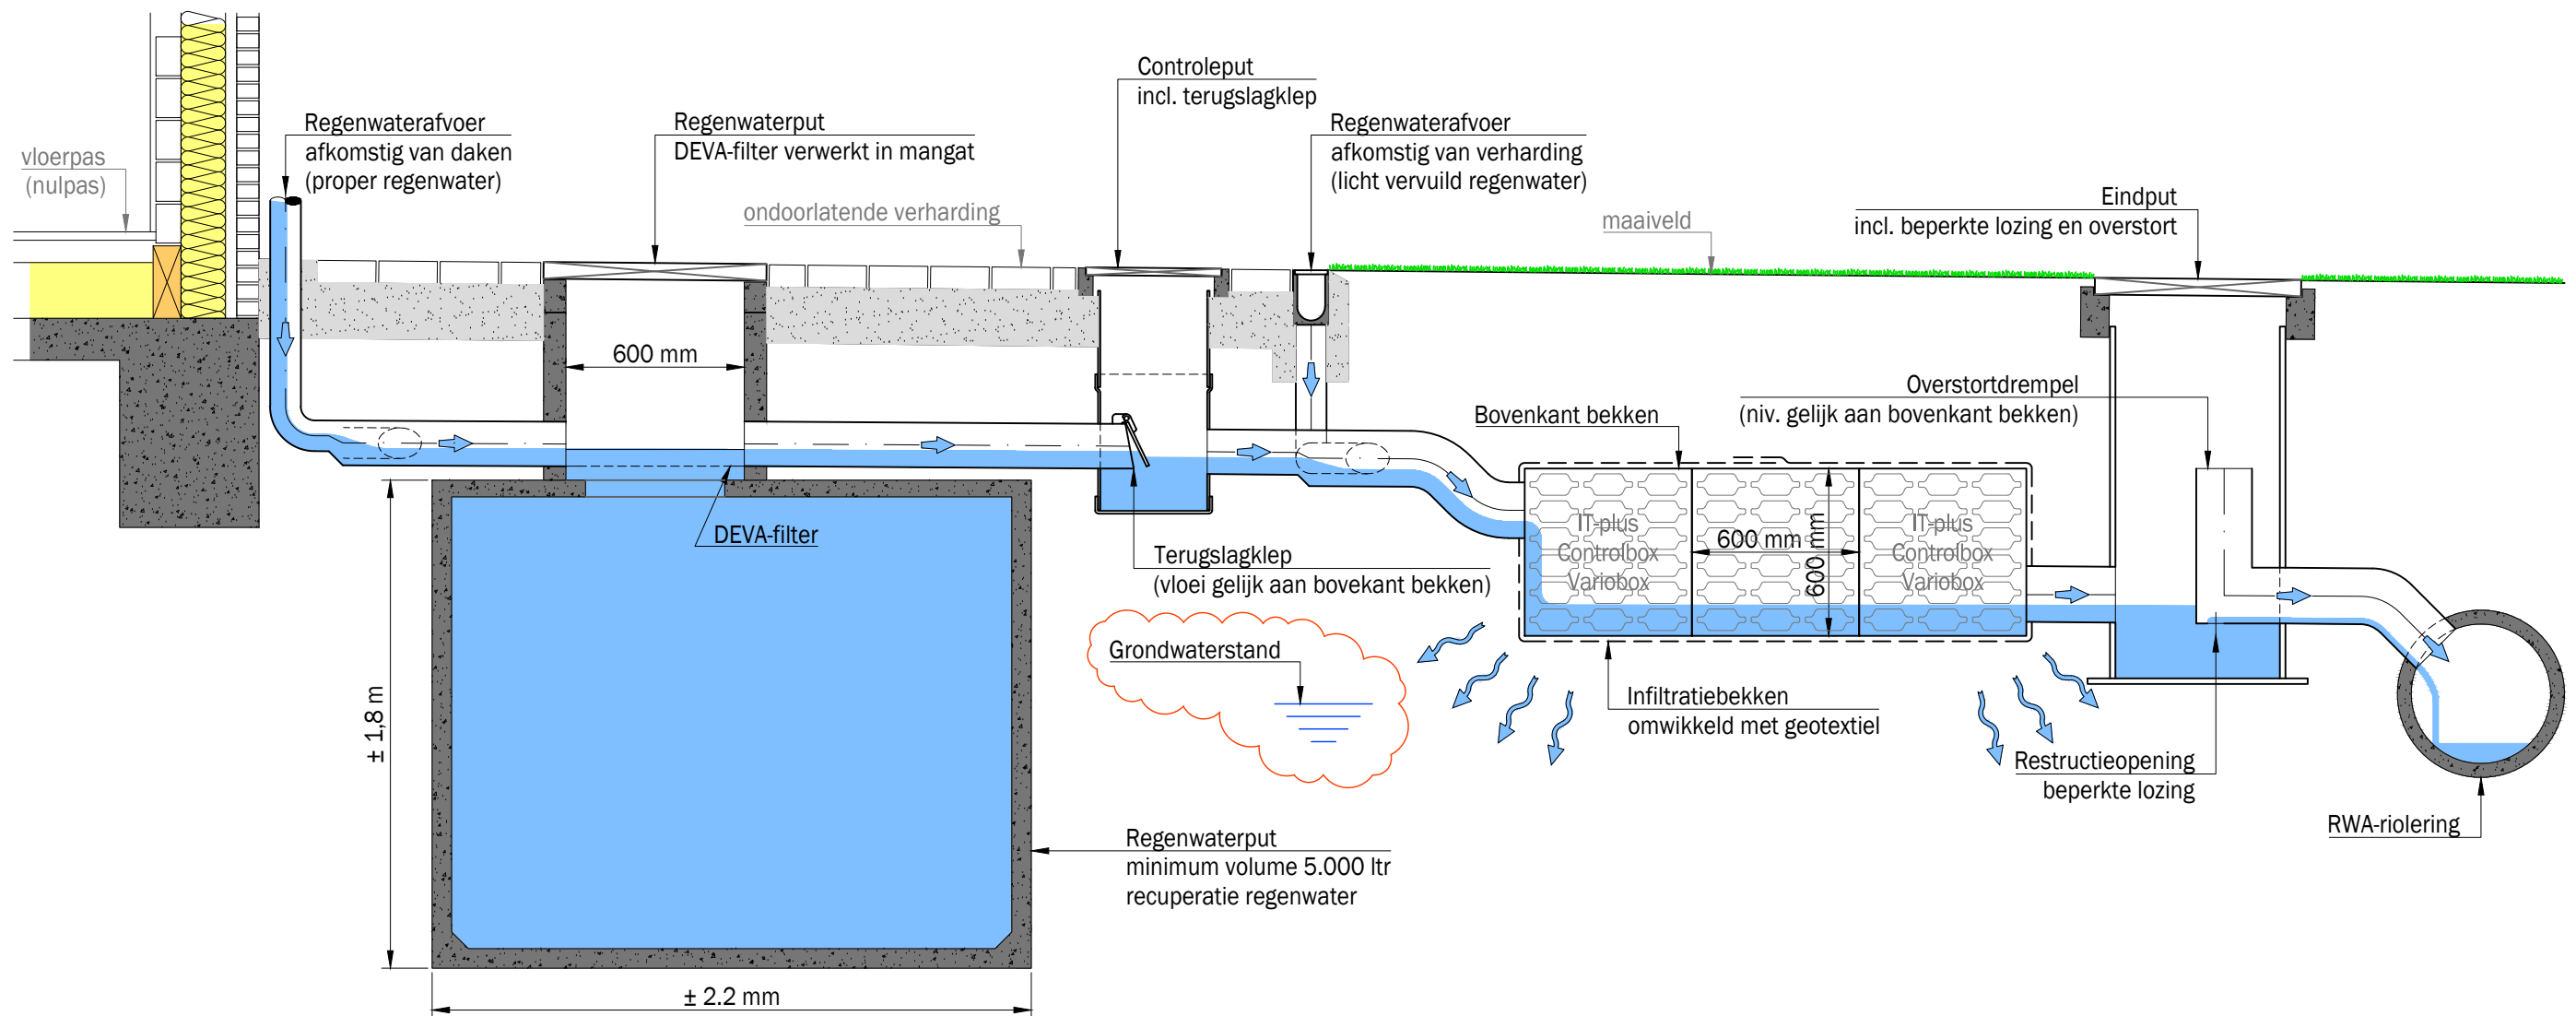 Controleput
incl. terugslagklep
Regenwaterafvoer
afkomstig van daken
(proper regenwater)
Regenwaterput
DEVA-filter verwerkt in mangat
Regenwaterafvoer
afkomstig van verharding
(licht vervuild regenwater)
vloerpas
(nulpas)
ondoorlatende verharding
maaiveld
Eindput
incl. beperkte lozing en overstort
600 mm
Overstortdrempel
(niv. gelijk aan bovenkant bekken)
Bovenkant bekken
DEVA-filter
Terugslagklep
(vloei gelijk aan bovekant bekken)
IT-plus
Controlbox
Variobox
600 mm
600 mm
IT-plus
Controlbox
Variobox
Grondwaterstand
Infiltratiebekken
omwikkeld met geotextiel
± 1,8 m
Restructieopening
beperkte lozing
RWA-riolering
Regenwaterput
minimum volume 5.000 ltr
recuperatie regenwater
± 2.2 mm